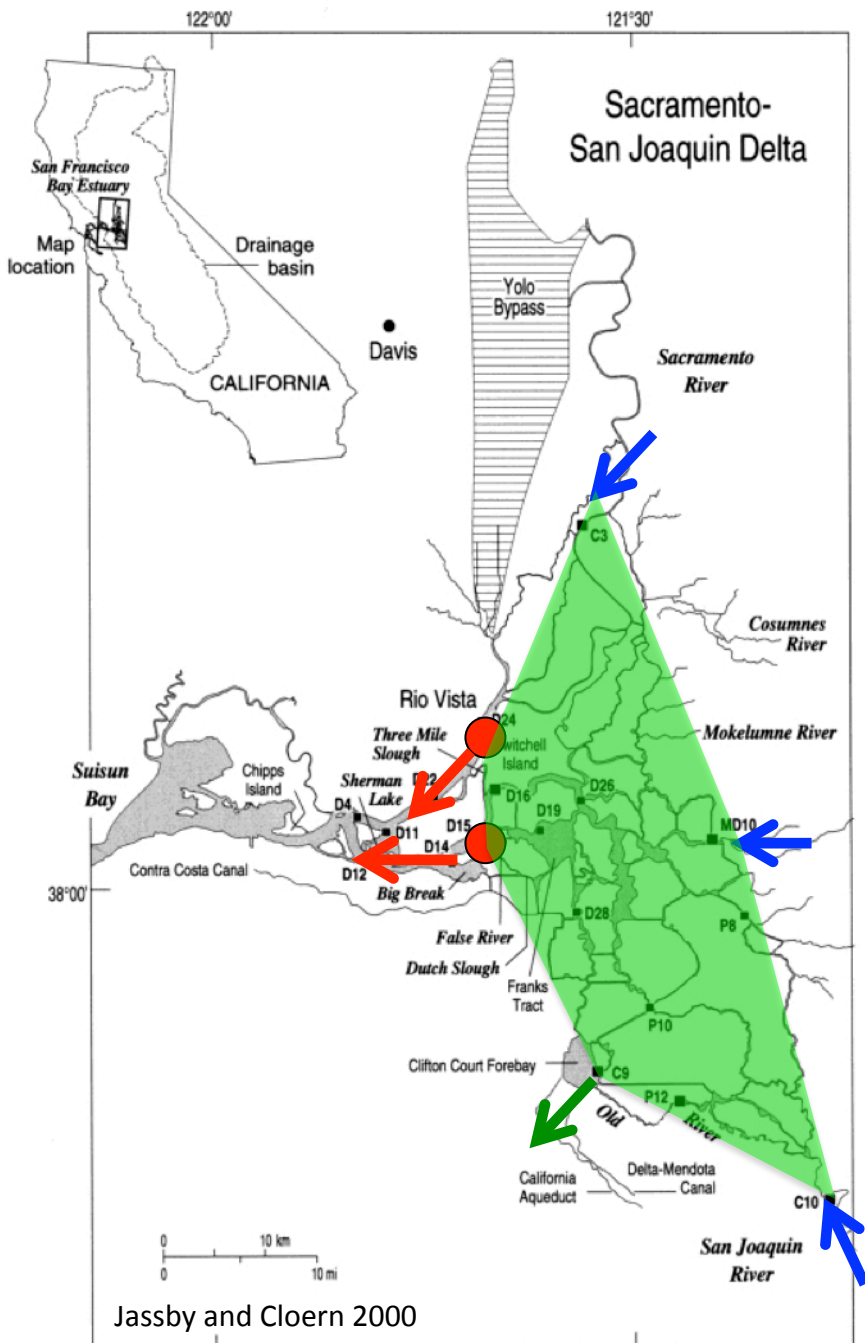 122°00'
121°30'
Sacramento-
San Joaquin Delta
San Francisco
Bay Estuary
Map
location
Drainage
basin
Davis
CALIFORNIA
Yolo
Bypass
Sacramento
River
C3
Cosumnes
River
Rio Vista
D24
Three Mile
Slough
witchell
Island
Mokelumne River
Suisun
Bay
Chipps
Island
Sherman
Lake
D22
D16
D26
D4
D11
D15
D19
MD10
D14
Contra Costa Canal
D12
Big Break
38°00'
D28
P8
False River
Dutch Slough
Franks
Tract
P10
Clifton Court Forebay
C9
P12
Old
River
California
Aqueduct
Delta-Mendota
Canal
C10
San Joaquin
River
0 10 km
0 10 mi
Jassby and Cloern 2000